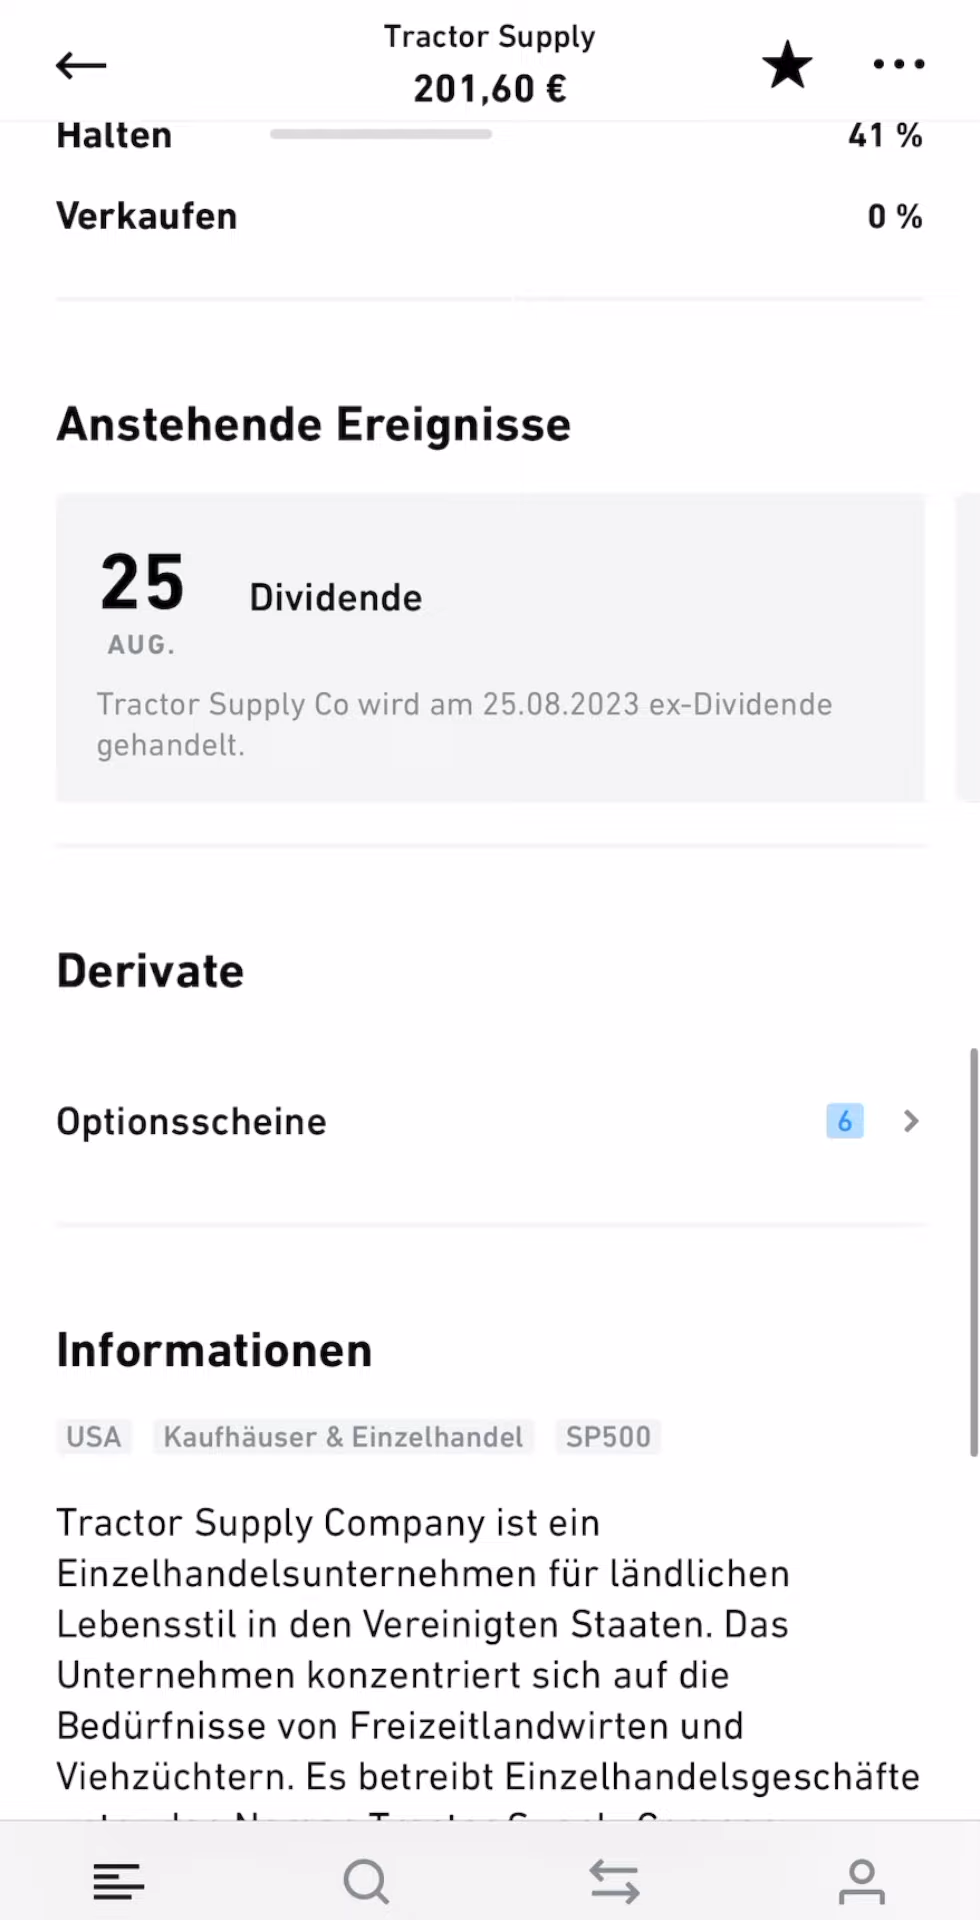 Tractor Supply
201,60 €
Halten 41 %
Verkaufen 0 %
Anstehende Ereignisse
25 Dividende
AUG.
Tractor Supply Co wird am 25.08.2023 ex-Dividende
gehandelt.
Derivate
Optionsscheine 6
Informationen
USA Kaufhäuser & Einzelhandel SP500
Tractor Supply Company ist ein
Einzelhandelsunternehmen für ländlichen
Lebensstil in den Vereinigten Staaten. Das
Unternehmen konzentriert sich auf die
Bedürfnisse von Freizeitlandwirten und
Viehzüchtern. Es betreibt Einzelhandelsgeschäfte